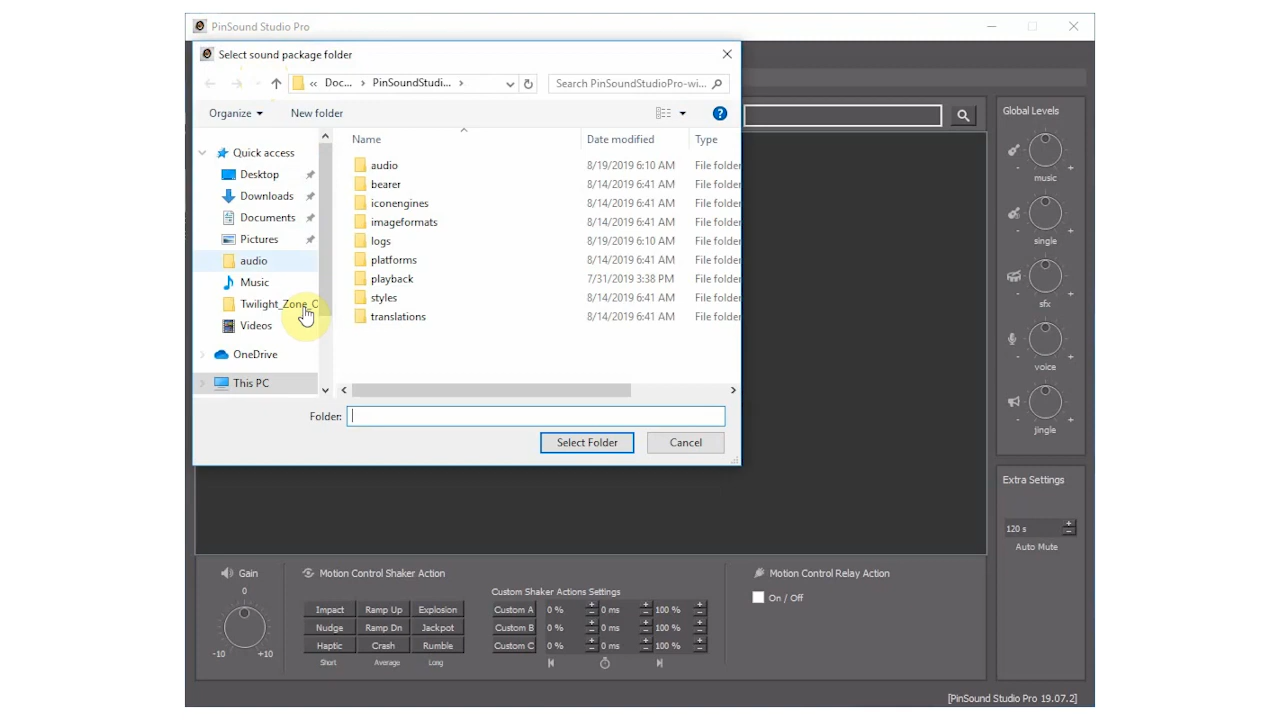 PinSound Studio Pro
Select sound package folder
« Doc... PinSoundStudi...
Search PinSoundStudioPro-wi...
Organize
New folder
Name Date modified Type
Quick access
Desktop
Downloads
Documents
Pictures
audio
Music
Twilight_Zone_C
Videos
OneDrive
This PC
audio 8/19/2019 6:10 AM File folder
bearer 8/14/2019 6:41 AM File folder
iconengines 8/14/2019 6:41 AM File folder
imageformats 8/14/2019 6:41 AM File folder
logs 8/19/2019 6:10 AM File folder
platforms 8/14/2019 6:41 AM File folder
playback 7/31/2019 3:38 PM File folder
styles 8/14/2019 6:41 AM File folder
translations 8/14/2019 6:41 AM File folder
Folder:
Select Folder Cancel
Global Levels
- +
music
- +
single
- +
sfx
- +
voice
- +
jingle
Extra Settings
120 s + -
Auto Mute
Gain
0
-10 +10
Motion Control Shaker Action
Impact Ramp Up Explosion
Nudge Ramp Dn Jackpot
Haptic Crash Rumble
Short Average Long
Custom Shaker Actions Settings
Custom A 0 % + - 0 ms + - 100 % + -
Custom B 0 % + - 0 ms + - 100 % + -
Custom C 0 % + - 0 ms + - 100 % + -
Motion Control Relay Action
On / Off
[PinSound Studio Pro 19.07.2]